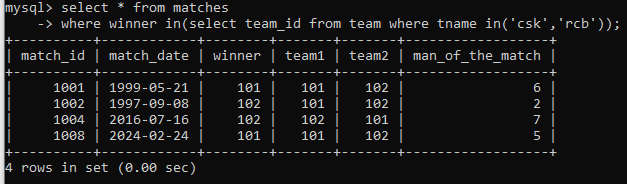 mysql> select * from matches
    -> where winner in(select team_id from team where tname in('csk','rcb'));
+----------+------------+--------+-------+-------+------------------+
| match_id | match_date | winner | team1 | team2 | man_of_the_match |
+----------+------------+--------+-------+-------+------------------+
|     1001 | 1999-05-21 |    101 |   101 |   102 |                6 |
|     1002 | 1997-09-08 |    102 |   101 |   102 |                2 |
|     1004 | 2016-07-16 |    102 |   102 |   101 |                7 |
|     1008 | 2024-02-24 |    101 |   101 |   102 |                5 |
+----------+------------+--------+-------+-------+------------------+
4 rows in set (0.00 sec)